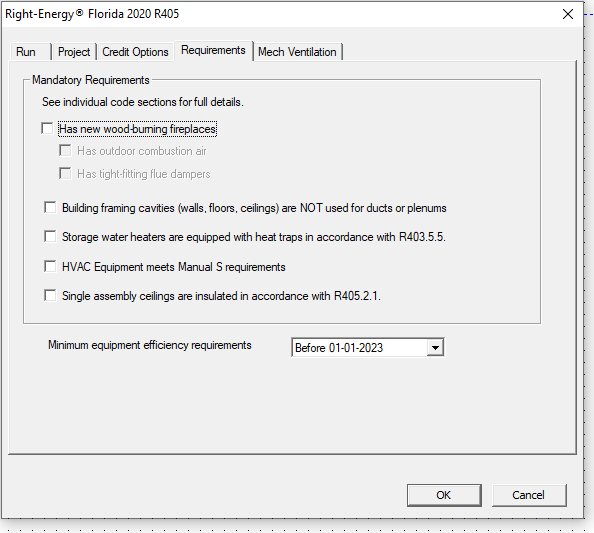 Right-Energy® Florida 2020 R405
Run Project Credit Options Requirements Mech Ventilation
Mandatory Requirements
See individual code sections for full details.
Has new wood-burning fireplaces
Has outdoor combustion air
Has tight-fitting flue dampers
Building framing cavities (walls, floors, ceilings) are NOT used for ducts or plenums
Storage water heaters are equipped with heat traps in accordance with R403.5.5.
HVAC Equipment meets Manual S requirements
Single assembly ceilings are insulated in accordance with R405.2.1.
Minimum equipment efficiency requirements Before 01-01-2023
OK Cancel